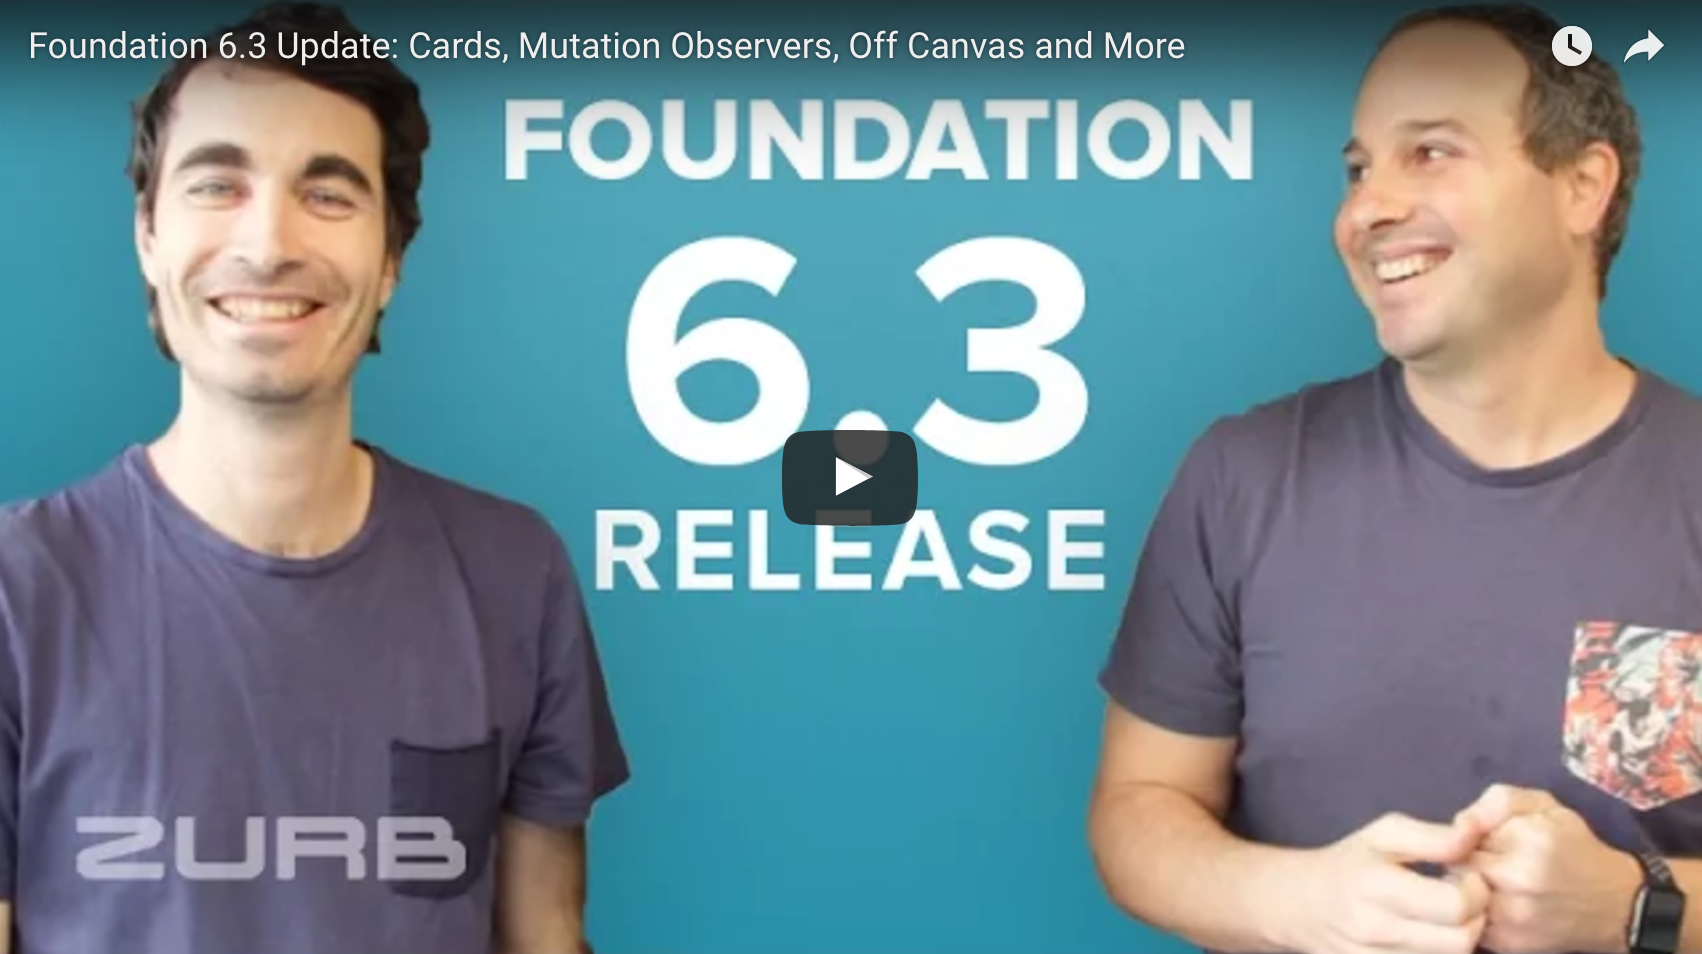 Foundation 6.3 Update: Cards, Mutation Observers, Off Canvas and More
FOUNDATION
6.3
RELEASE
ZURB